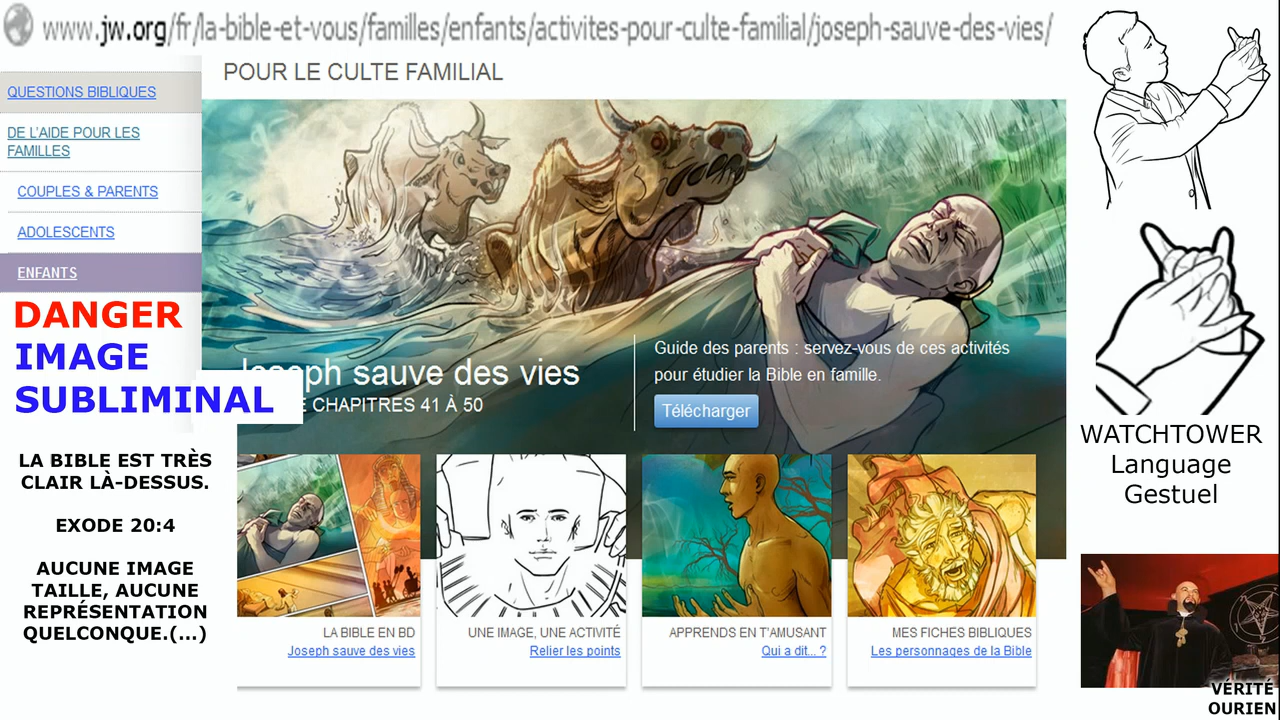 www.jw.org/fr/la-bible-et-vous/familles/enfants/activites-pour-culte-familial/joseph-sauve-des-vies/
POUR LE CULTE FAMILIAL
QUESTIONS BIBLIQUES
DE L'AIDE POUR LES
FAMILLES
COUPLES & PARENTS
ADOLESCENTS
ENFANTS
DANGER
IMAGE
SUBLIMINAL
LA BIBLE EST TRÈS
CLAIR LÀ-DESSUS.
EXODE 20:4
AUCUNE IMAGE
TAILLE, AUCUNE
REPRÉSENTATION
QUELCONQUE.(...)
Joseph sauve des vies
E CHAPITRES 41 À 50
Guide des parents : servez-vous de ces activités
pour étudier la Bible en famille.
Télécharger
LA BIBLE EN BD
Joseph sauve des vies
UNE IMAGE, UNE ACTIVITÉ
Relier les points
APPRENDS EN T'AMUSANT
Qui a dit... ?
MES FICHES BIBLIQUES
Les personnages de la Bible
WATCHTOWER
Language
Gestuel
VÉRITÉ
OURIEN